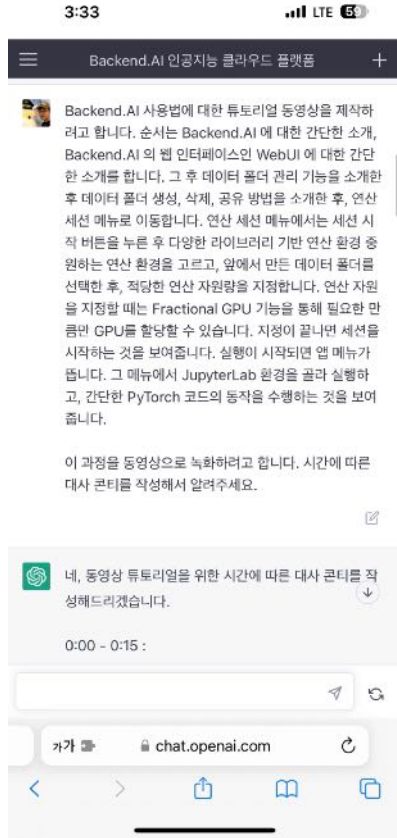 3:33
LTE 59
Backend.AI 인공지능 클라우드 플랫폼
Backend.AI 사용법에 대한 튜토리얼 동영상을 제작하
려고 합니다. 순서는 Backend.AI 에 대한 간단한 소개,
Backend.AI 의 웹 인터페이스인 WebUI 에 대한 간단
한 소개를 합니다. 그 후 데이터 폴더 관리 기능을 소개한
후 데이터 폴더 생성, 삭제, 공유 방법을 소개한 후, 연산
세션 메뉴로 이동합니다. 연산 세션 메뉴에서는 세션 시
작 버튼을 누른 후 다양한 라이브러리 기반 연산 환경 중
원하는 연산 환경을 고르고, 앞에서 만든 데이터 폴더를
선택한 후, 적당한 연산 자원량을 지정합니다. 연산 자원
을 지정할 때는 Fractional GPU 기능을 통해 필요한 만
큼만 GPU를 할당할 수 있습니다. 지정이 끝나면 세션을
시작하는 것을 보여줍니다. 실행이 시작되면 앱 메뉴가
뜹니다. 그 메뉴에서 JupyterLab 환경을 골라 실행하
고, 간단한 PyTorch 코드의 동작을 수행하는 것을 보여
줍니다.
이 과정을 동영상으로 녹화하려고 합니다. 시간에 따른
대사 콘티를 작성해서 알려주세요.
네, 동영상 튜토리얼을 위한 시간에 따른 대사 콘티를 작
성해드리겠습니다.
0:00 - 0:15 :
가가 chat.openai.com